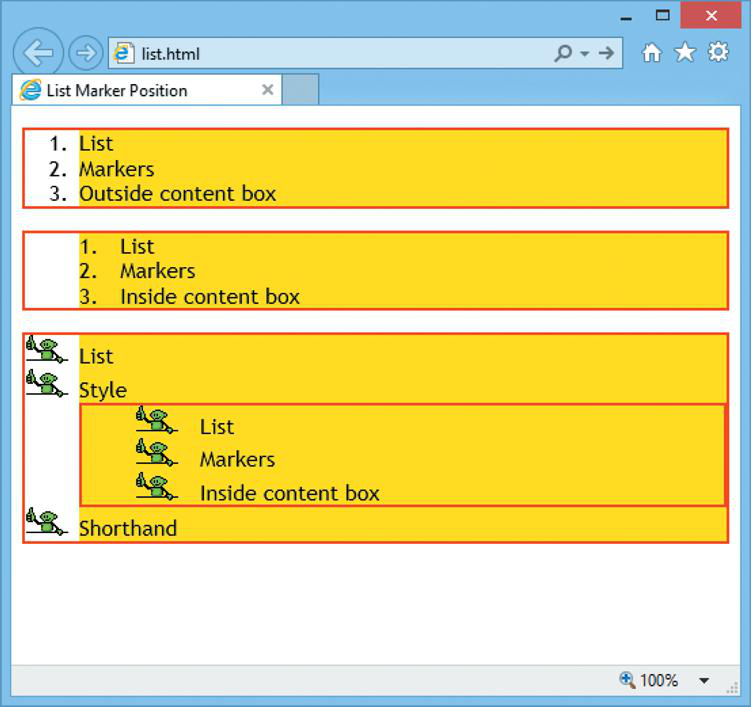 list.html
List Marker Position
1. List
2. Markers
3. Outside content box
1. List
2. Markers
3. Inside content box
List
Style
List
Markers
Inside content box
Shorthand
100%